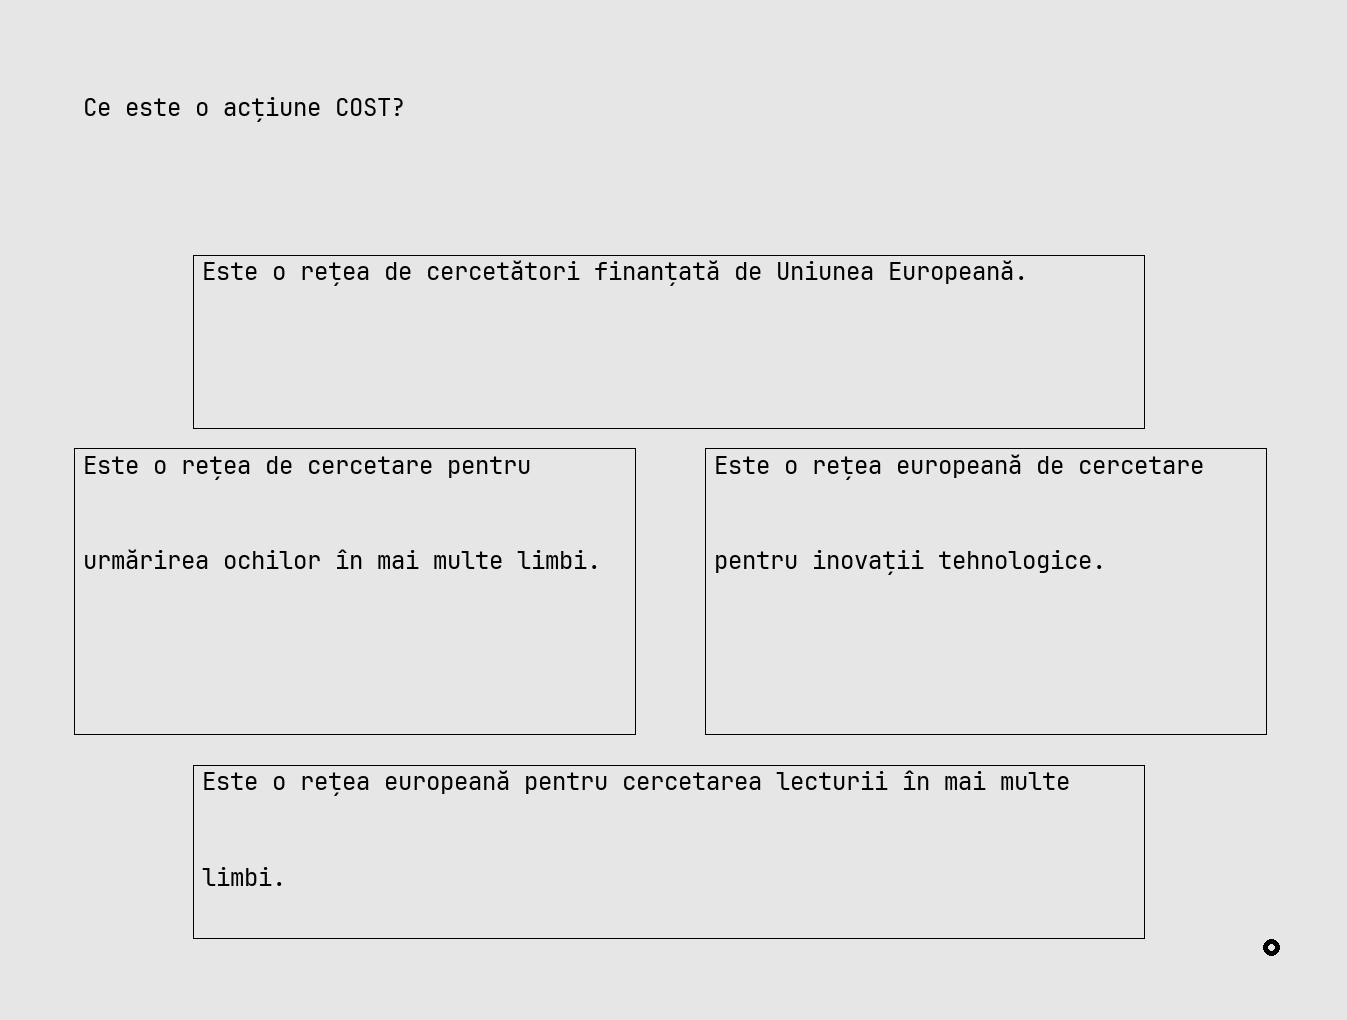 Ce este o acțiune COST?
Este o rețea de cercetători finanțată de Uniunea Europeană.
Este o rețea de cercetare pentru
urmărirea ochilor în mai multe limbi.
Este o rețea europeană de cercetare
pentru inovații tehnologice.
Este o rețea europeană pentru cercetarea lecturii în mai multe
limbi.